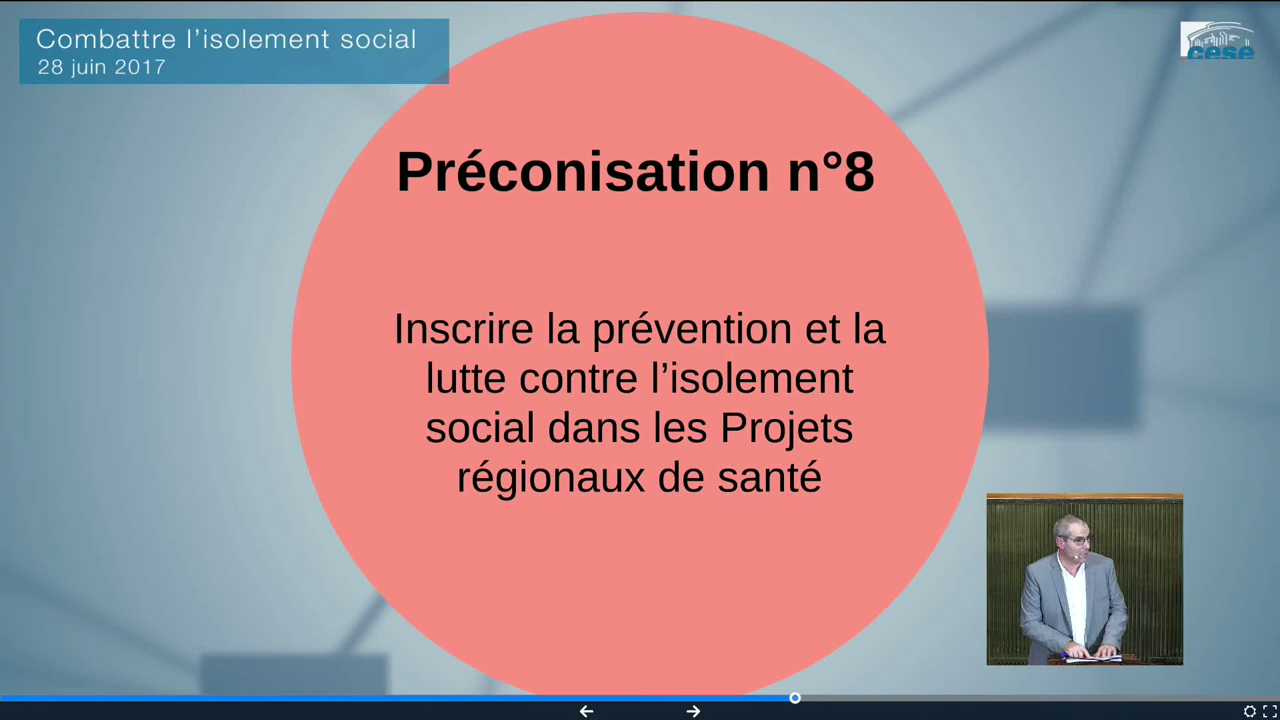 Combattre l’isolement social
28 juin 2017
cese
Préconisation n°8
Inscrire la prévention et la
lutte contre l’isolement
social dans les Projets
régionaux de santé